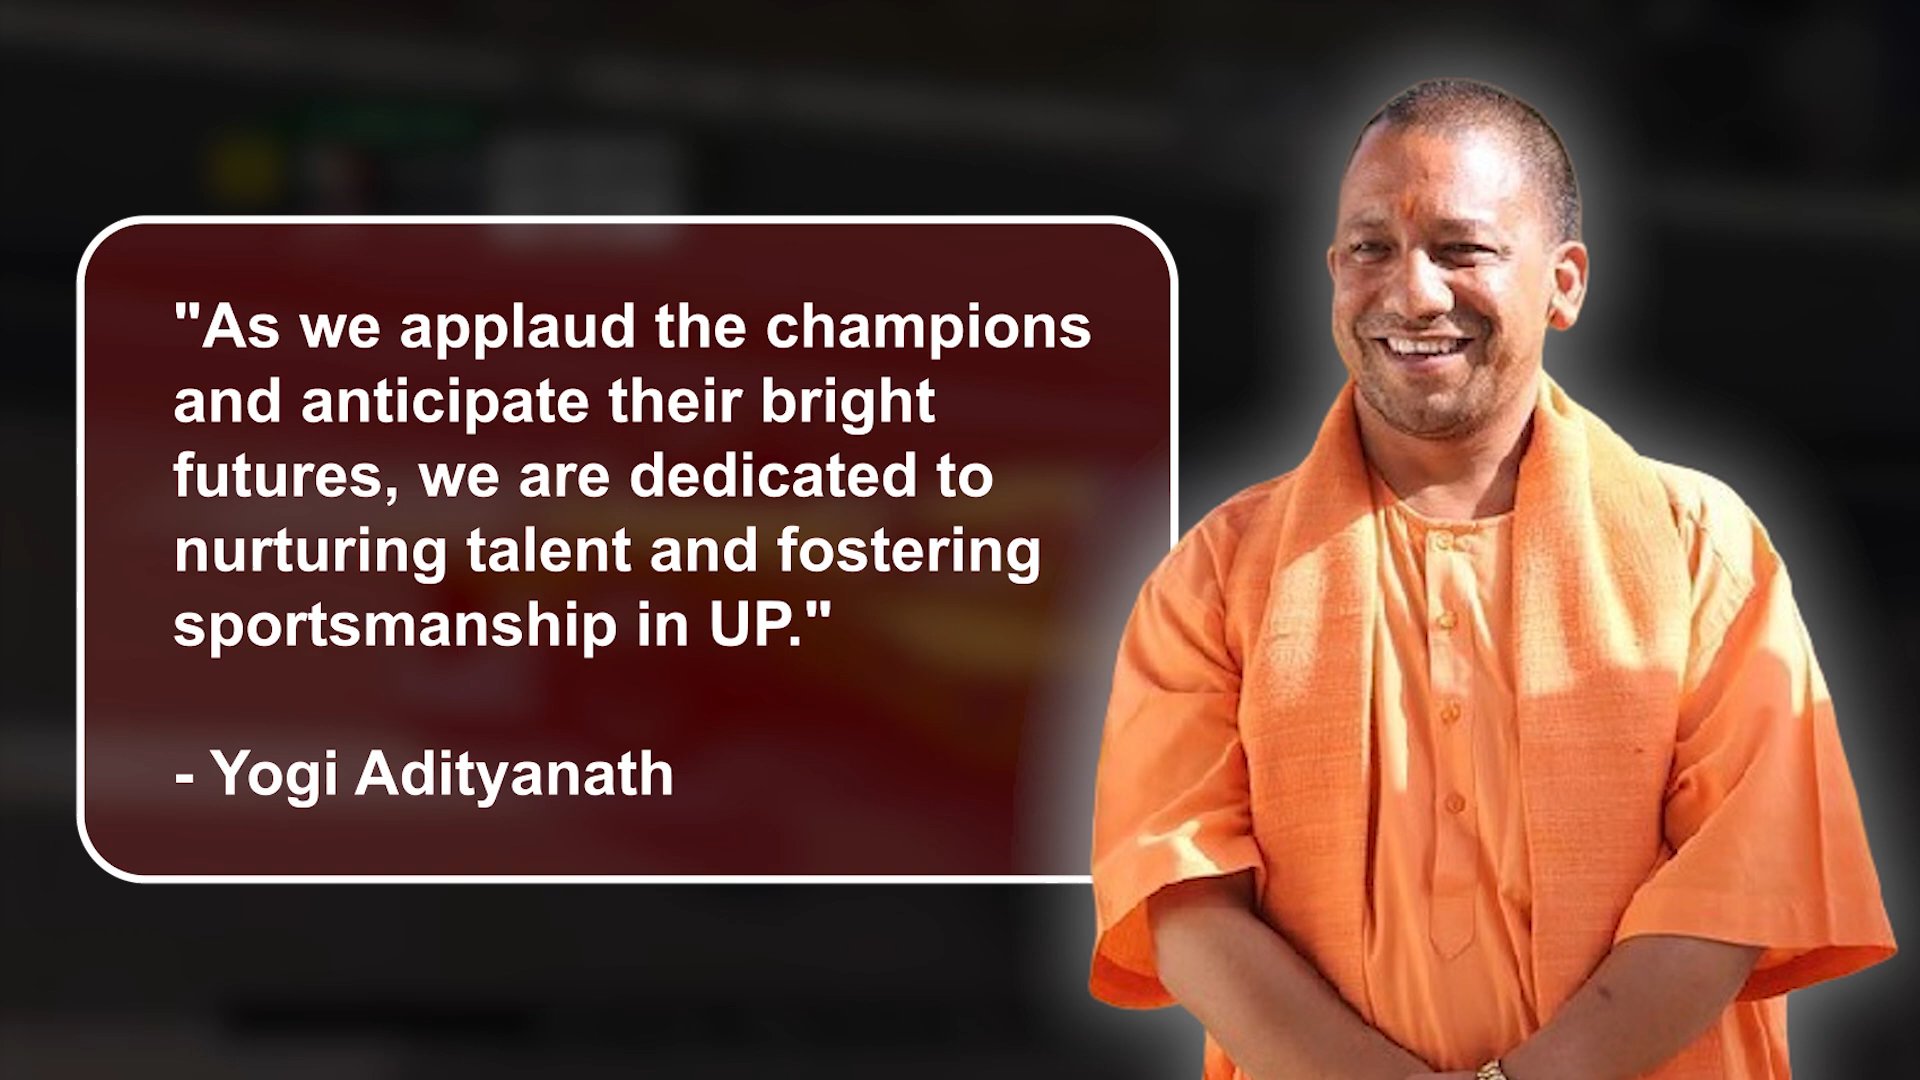 "As we applaud the champions
and anticipate their bright
futures, we are dedicated to
nurturing talent and fostering
sportsmanship in UP."
- Yogi Adityanath